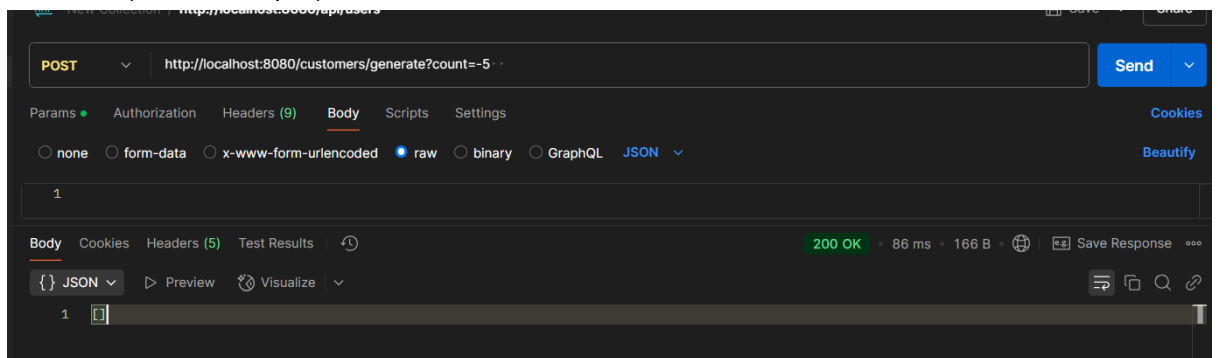 New Collection / http://localhost:8080/api/users Save Share
POST http://localhost:8080/customers/generate?count=-5 Send
Params Authorization Headers (9) Body Scripts Settings Cookies
none form-data x-www-form-urlencoded raw binary GraphQL JSON Beautify
1
Body Cookies Headers (5) Test Results 200 OK 86 ms 166 B e.g. Save Response
{} JSON Preview Visualize
1 []